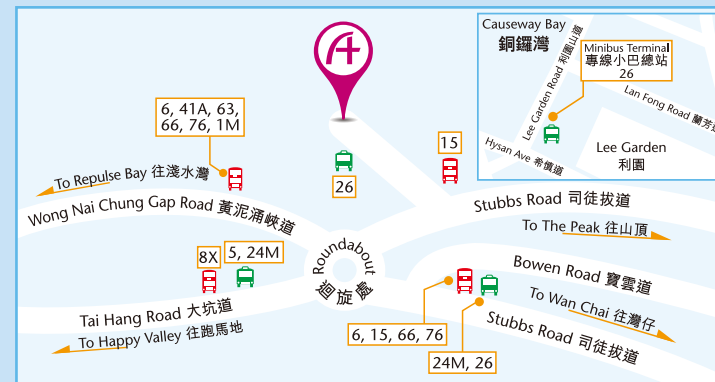 Causeway Bay
銅鑼灣
Minibus Terminal
專線小巴總站
26
Lee Garden Road 利園山道
Lan Fong Road 蘭芳道
Hysan Ave 希慎道
Lee Garden
利園
6, 41A, 63,
66, 76, 1M
15
26
To Repulse Bay 往淺水灣
Wong Nai Chung Gap Road 黃泥涌峽道
Stubbs Road 司徒拔道
To The Peak 往山頂
8X
5, 24M
Roundabout
迴旋處
Bowen Road 寶雲道
To Wan Chai 往灣仔
Tai Hang Road 大坑道
To Happy Valley 往跑馬地
6, 15, 66, 76
24M, 26
Stubbs Road 司徒拔道